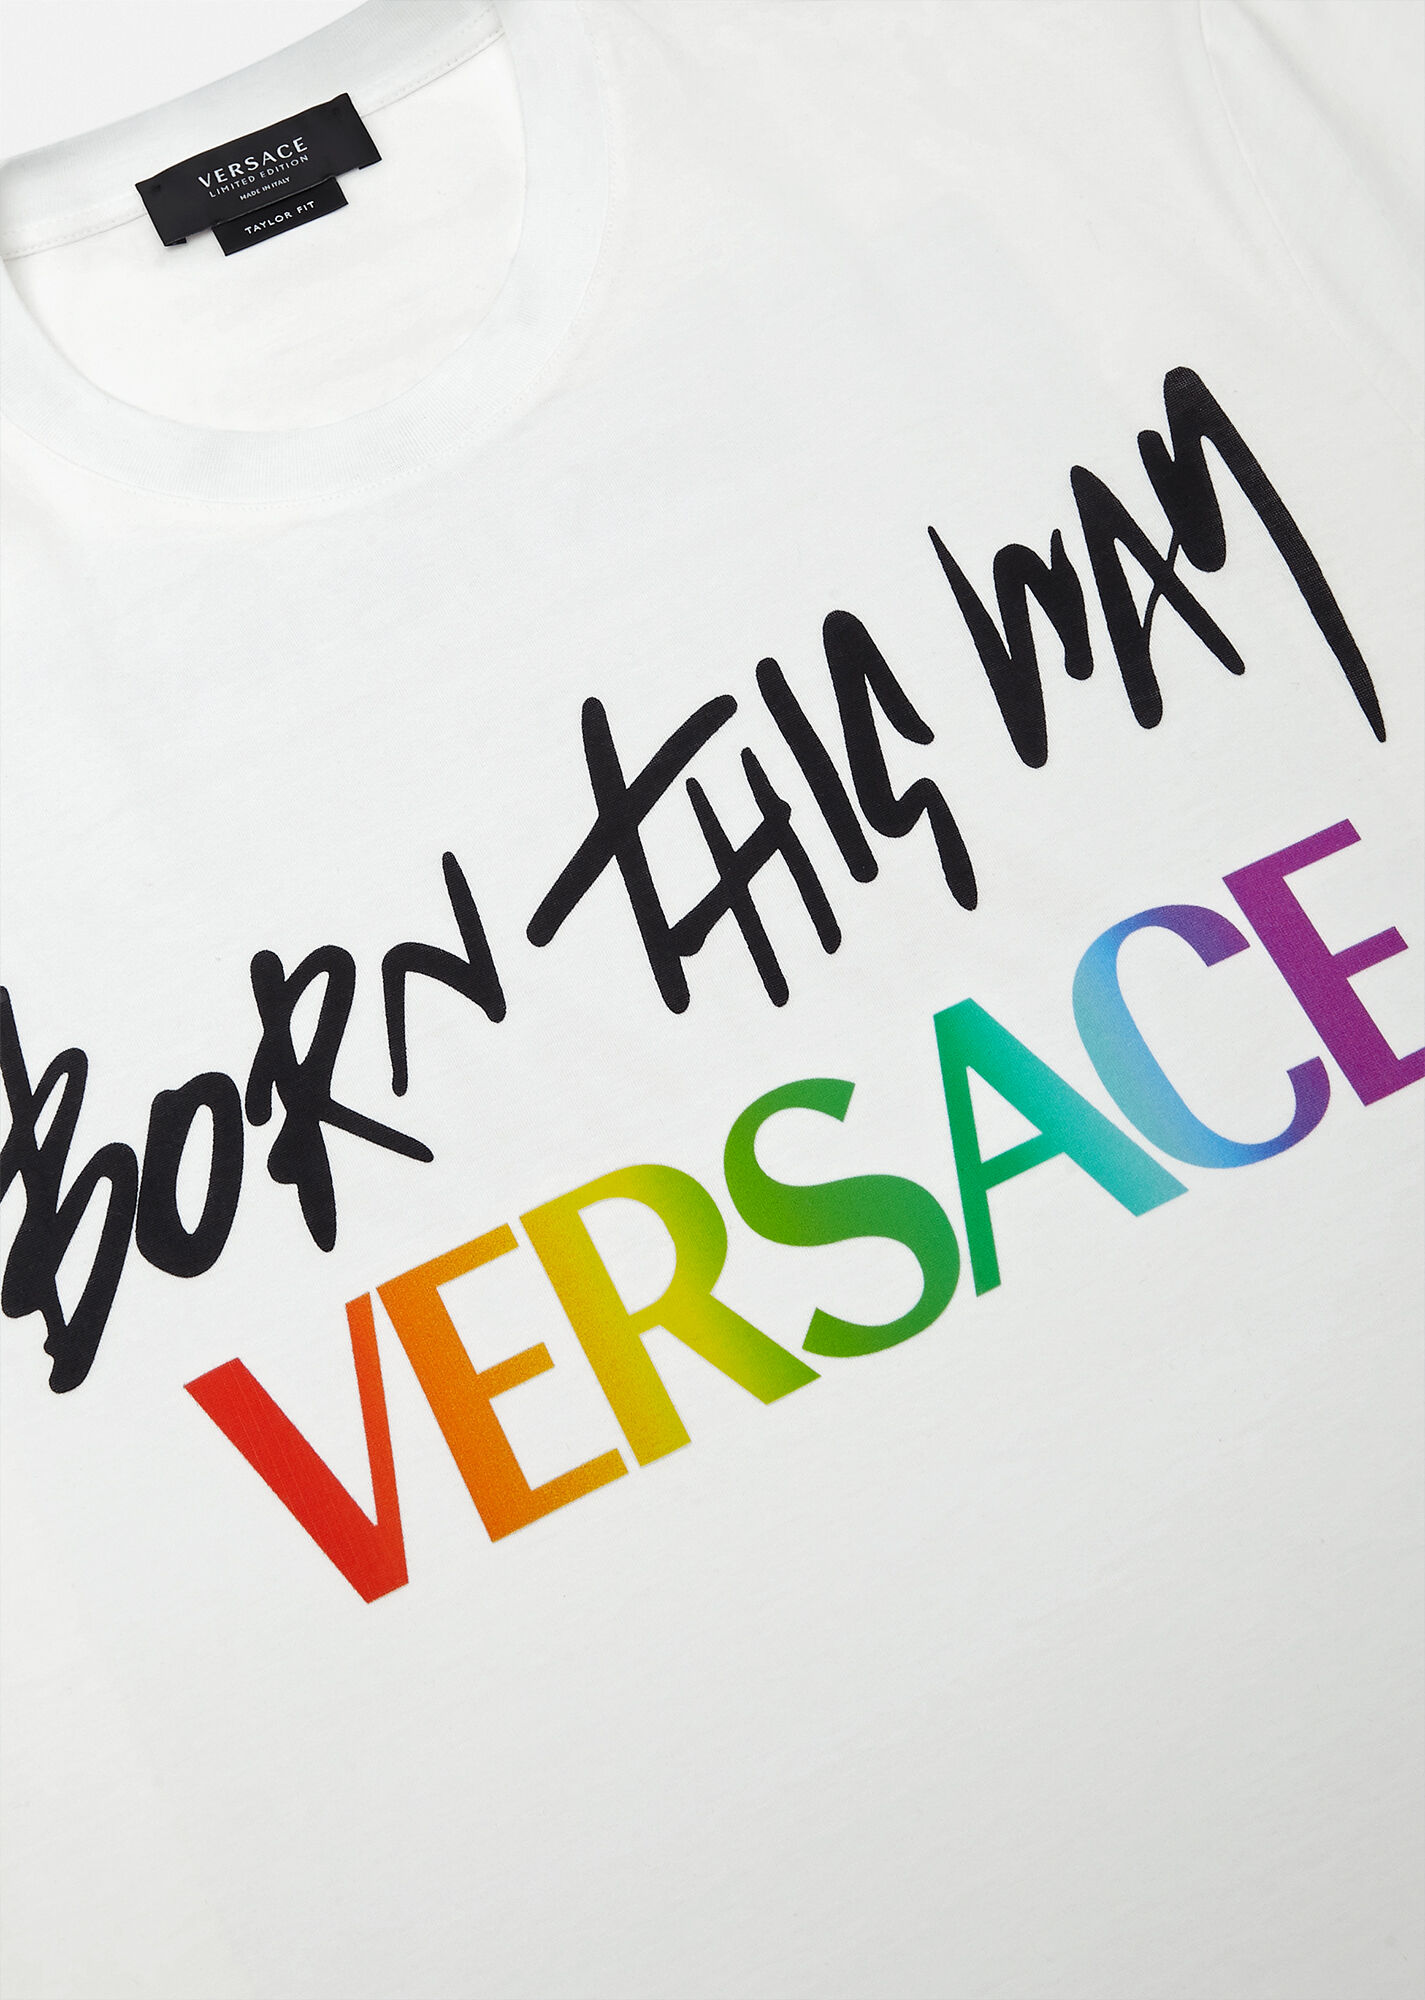 VERSACE
LIMITED EDITION
MADE IN ITALY
TAYLOR FIT
BORN THIS WAY
VERSACE